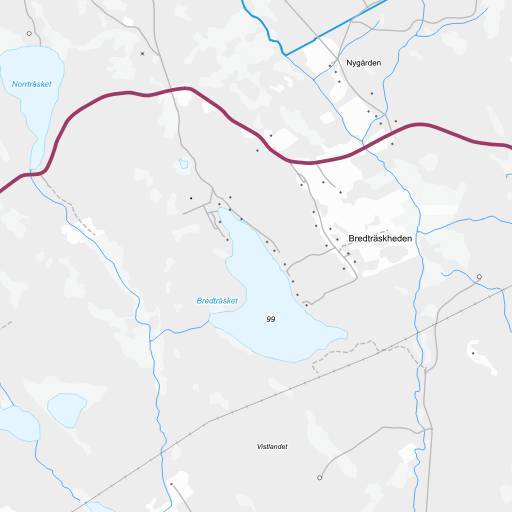 Nygården
Norrträsket
Bredträskheden
Bredträsket
99
Vistlandet